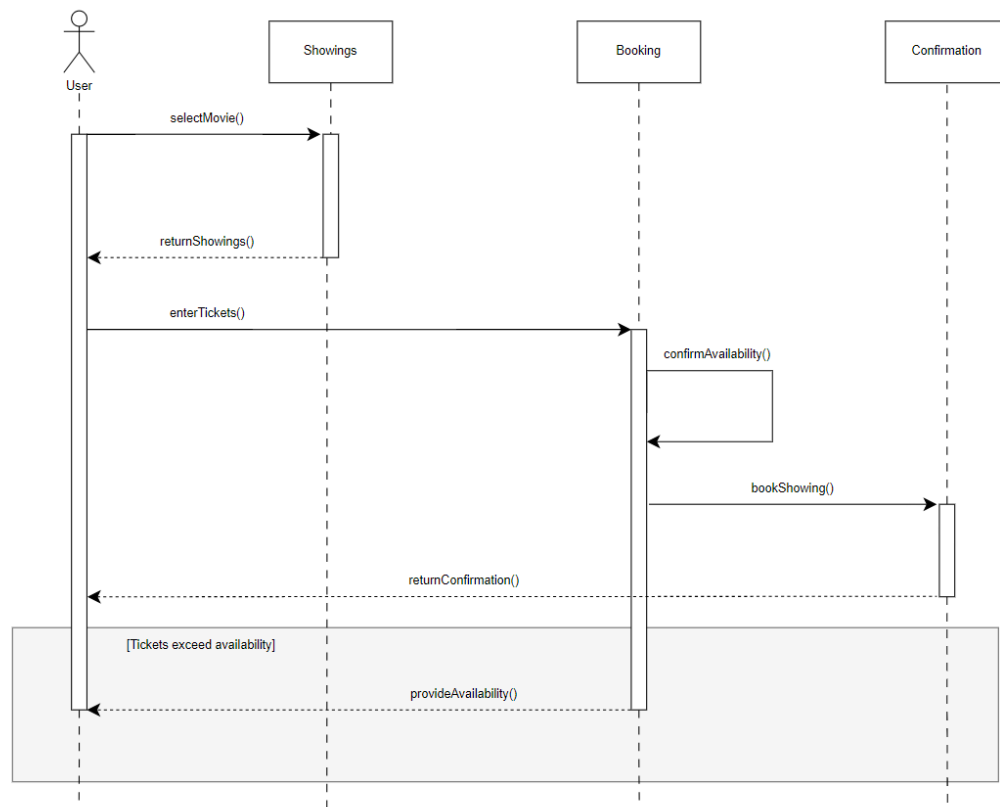 User
Showings
Booking
Confirmation
selectMovie()
returnShowings()
enterTickets()
confirmAvailability()
bookShowing()
returnConfirmation()
[Tickets exceed availability]
provideAvailability()